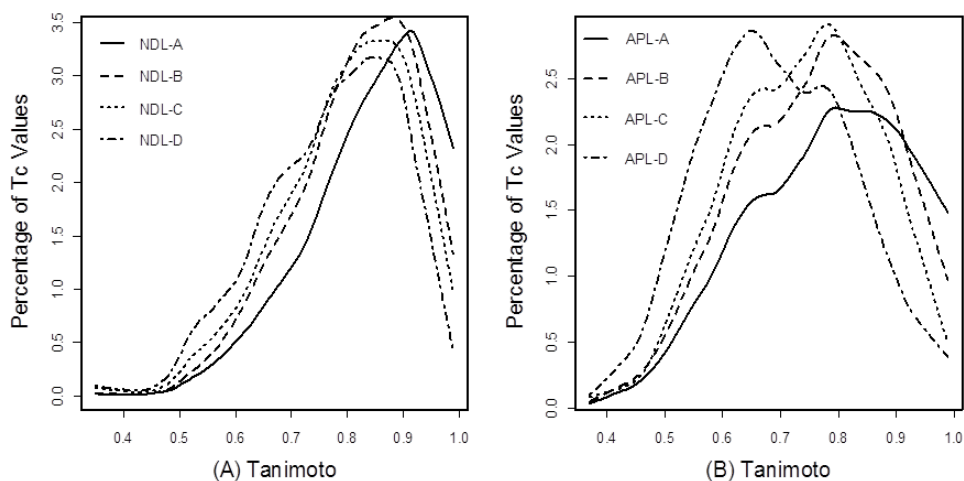 Percentage of Tc Values
3.5
3.0
2.5
2.0
1.5
1.0
0.5
0.0
NDL-A
NDL-B
NDL-C
NDL-D
0.4 0.5 0.6 0.7 0.8 0.9 1.0
(A) Tanimoto
Percentage of Tc Values
2.5
2.0
1.5
1.0
0.5
0.0
APL-A
APL-B
APL-C
APL-D
0.4 0.5 0.6 0.7 0.8 0.9 1.0
(B) Tanimoto